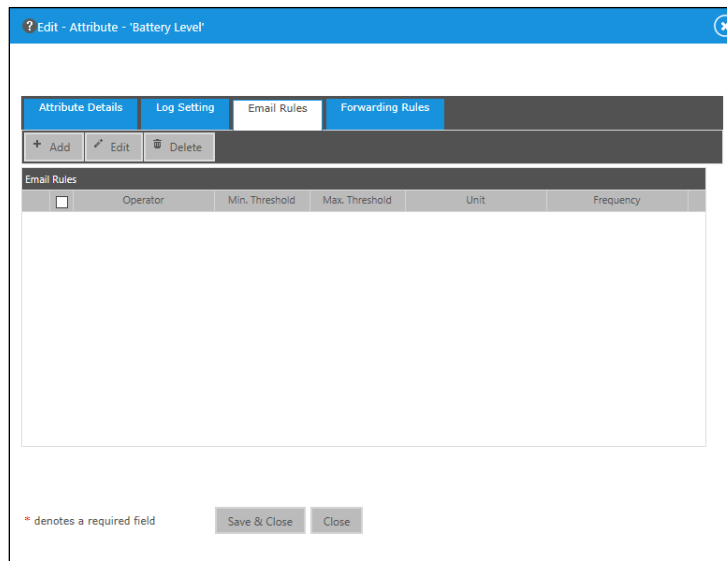 ? Edit - Attribute - 'Battery Level'
Attribute Details Log Setting Email Rules Forwarding Rules
+ Add Edit Delete
Email Rules
Operator Min. Threshold Max. Threshold Unit Frequency
* denotes a required field Save & Close Close